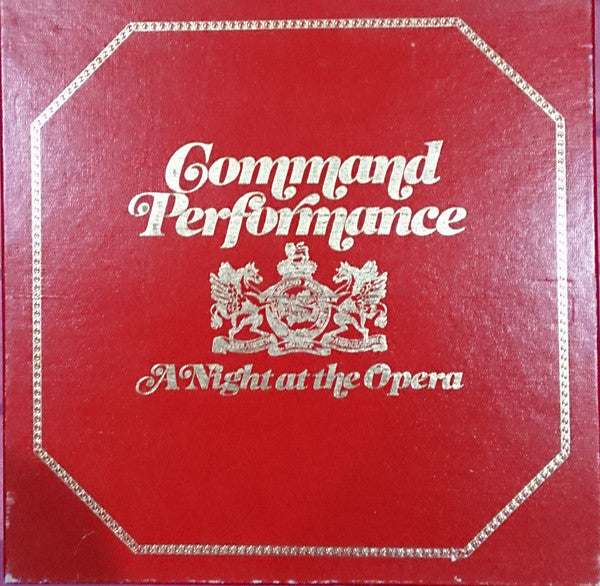 Command
Performance
A Night at the Opera